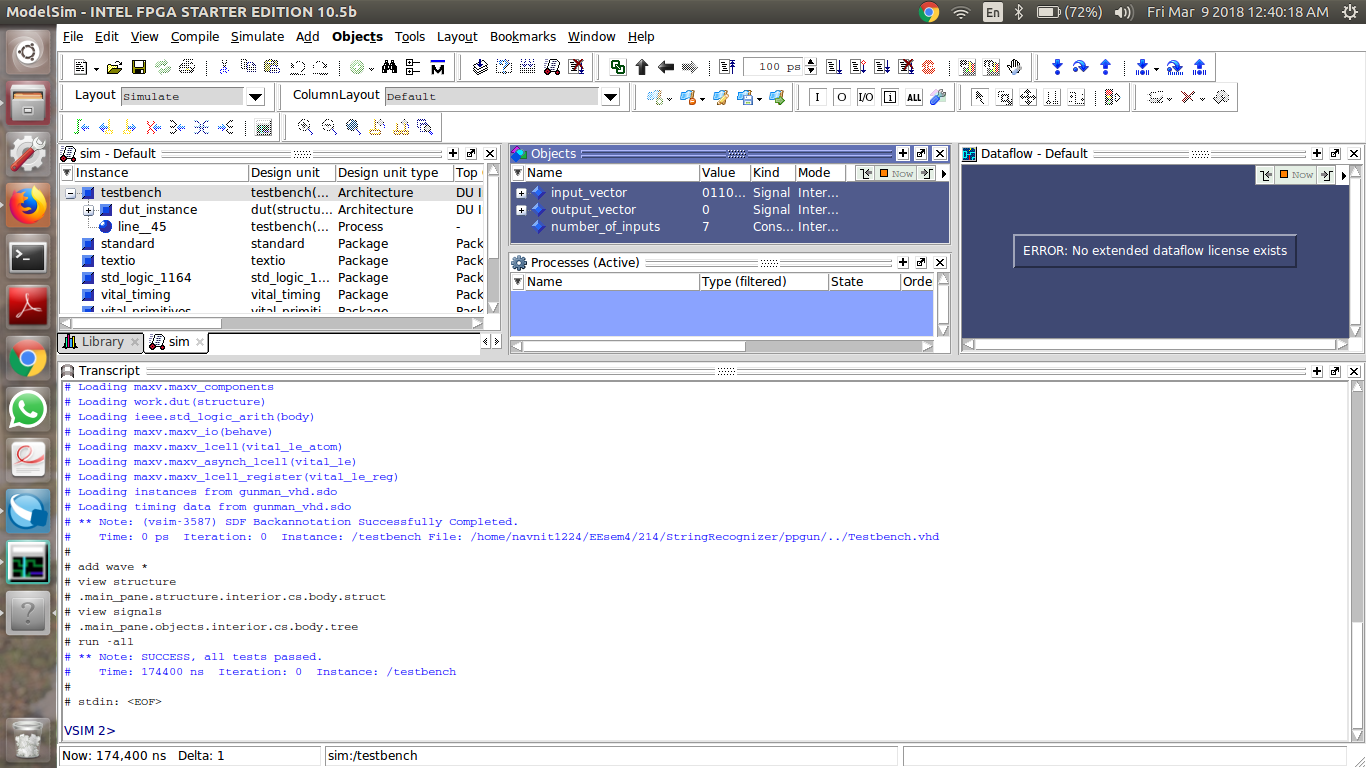 ModelSim - INTEL FPGA STARTER EDITION 10.5b
En (72%) Fri Mar 9 2018 12:40:18 AM
File Edit View Compile Simulate Add Objects Tools Layout Bookmarks Window Help
100 ps
Layout Simulate ColumnLayout Default
I O I/O ALL
sim - Default
Instance Design unit Design unit type Top
testbench testbench(... Architecture DU I
dut_instance dut(structu... Architecture DU I
line__45 testbench(... Process -
standard standard Package Pack
textio textio Package Pack
std_logic_1164 std_logic_1... Package Pack
vital_timing vital_timing Package Pack
vital_primitives vital_primiti... Package Pack
Library sim
Objects
Name Value Kind Mode Now
input_vector 0110... Signal Inter...
output_vector 0 Signal Inter...
number_of_inputs 7 Cons... Inter...
Processes (Active)
Name Type (filtered) State Orde
Dataflow - Default
Now
ERROR: No extended dataflow license exists
Transcript
# Loading maxv.maxv_components
# Loading work.dut(structure)
# Loading ieee.std_logic_arith(body)
# Loading maxv.maxv_io(behave)
# Loading maxv.maxv_lcell(vital_le_atom)
# Loading maxv.maxv_asynch_lcell(vital_le)
# Loading maxv.maxv_lcell_register(vital_le_reg)
# Loading instances from gunman_vhd.sdo
# Loading timing data from gunman_vhd.sdo
# ** Note: (vsim-3587) SDF Backannotation Successfully Completed.
#    Time: 0 ps  Iteration: 0  Instance: /testbench File: /home/navnit1224/EEsem4/214/StringRecognizer/ppgun/../Testbench.vhd
#
# add wave *
# view structure
# .main_pane.structure.interior.cs.body.struct
# view signals
# .main_pane.objects.interior.cs.body.tree
# run -all
# ** Note: SUCCESS, all tests passed.
#    Time: 174400 ns  Iteration: 0  Instance: /testbench
#
# stdin: <EOF>
VSIM 2>
Now: 174,400 ns Delta: 1 sim:/testbench